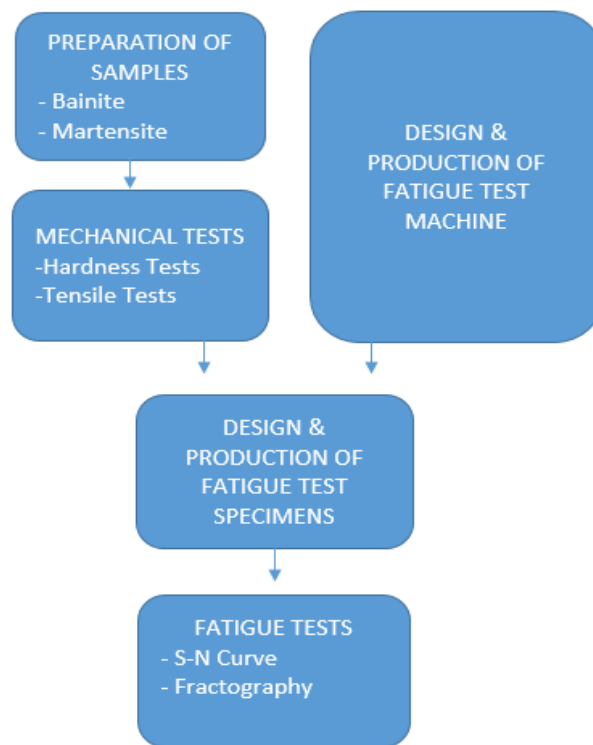 PREPARATION OF
SAMPLES
- Bainite
- Martensite
MECHANICAL TESTS
-Hardness Tests
-Tensile Tests
DESIGN &
PRODUCTION OF
FATIGUE TEST
MACHINE
DESIGN &
PRODUCTION OF
FATIGUE TEST
SPECIMENS
FATIGUE TESTS
- S-N Curve
- Fractography